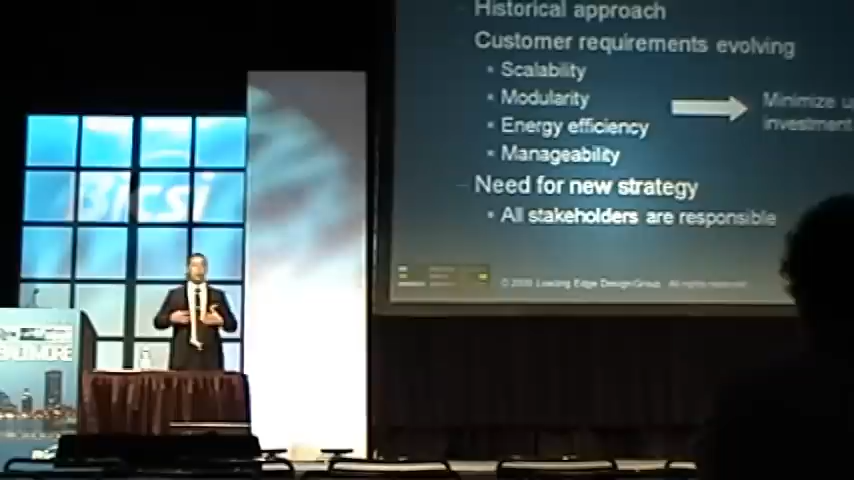 Historical approach
Customer requirements evolving
• Scalability
• Modularity
• Energy efficiency
• Manageability
Minimize
investment
– Need for new strategy
• All stakeholders are responsible
© Leading Edge Design Group All rights reserved
Bicsi
BALTIMORE